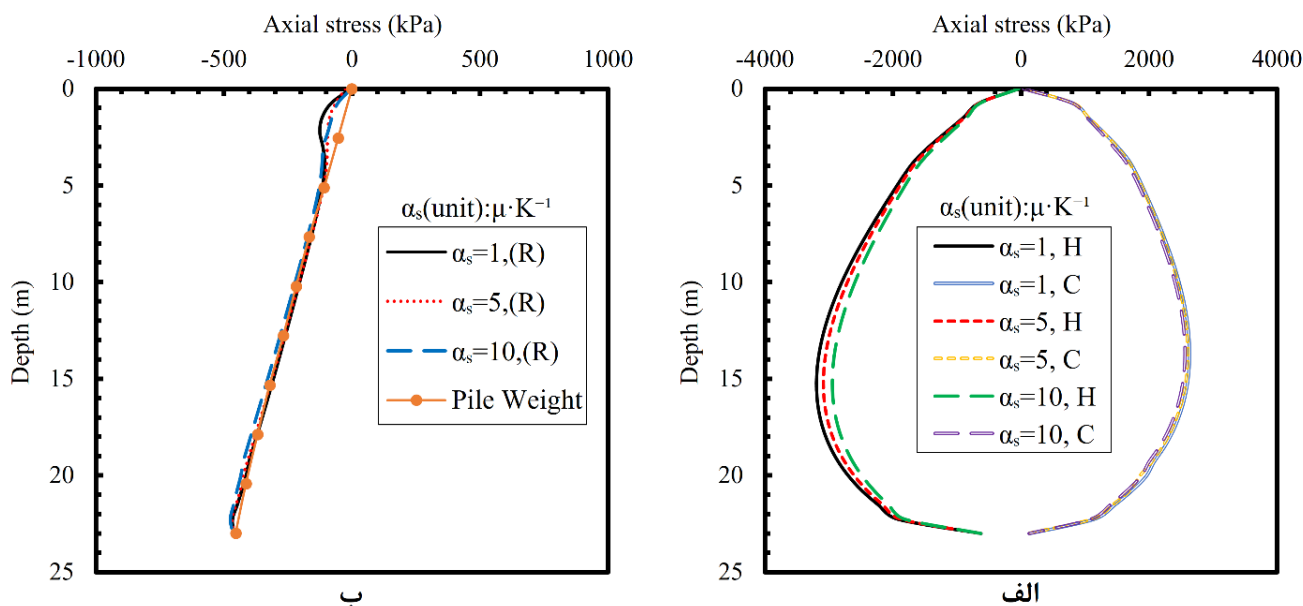 Axial stress (kPa)
-1000 -500 0 500 1000
0
5
10
15
20
25
Depth (m)
αₛ(unit):μ·K⁻¹
αₛ=1,(R)
αₛ=5,(R)
αₛ=10,(R)
Pile Weight
ب
Axial stress (kPa)
-4000 -2000 0 2000 4000
0
5
10
15
20
25
Depth (m)
αₛ(unit):μ·K⁻¹
αₛ=1, H
αₛ=1, C
αₛ=5, H
αₛ=5, C
αₛ=10, H
αₛ=10, C
الف